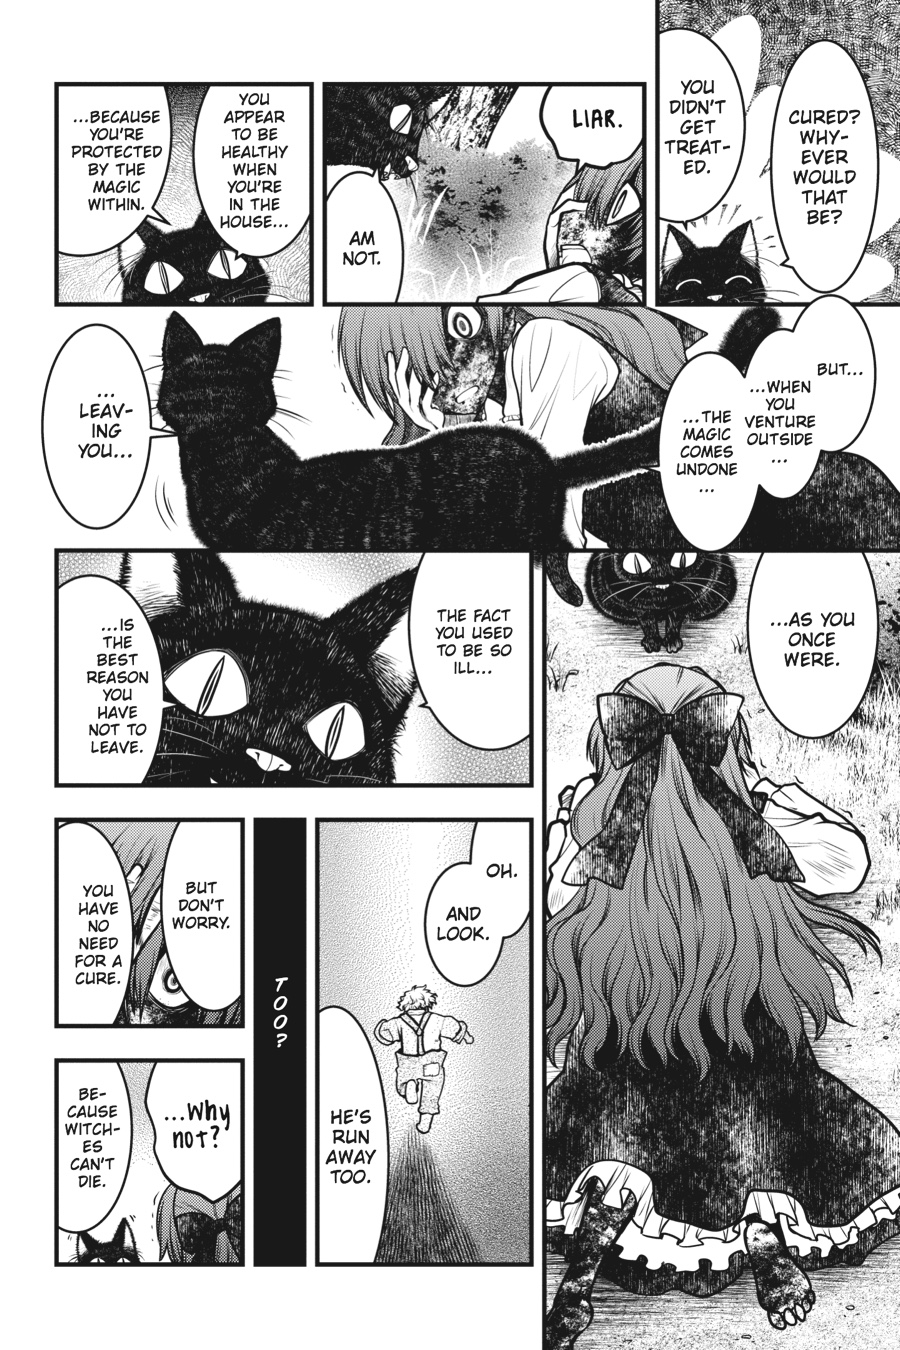 CURED?
WHY-
EVER
WOULD
THAT
BE?
YOU
DIDN'T
GET
TREAT-
ED.
LIAR.
AM
NOT.
YOU
APPEAR
TO BE
HEALTHY
WHEN
YOU'RE
IN THE
HOUSE...
...BECAUSE
YOU'RE
PROTECTED
BY THE
MAGIC
WITHIN.
BUT...
...WHEN
YOU
VENTURE
OUTSIDE
...
...THE
MAGIC
COMES
UNDONE
...
...
LEAV-
ING
YOU...
...AS YOU
ONCE
WERE.
THE FACT
YOU USED
TO BE SO
ILL...
...IS
THE
BEST
REASON
YOU
HAVE
NOT TO
LEAVE.
OH.
AND
LOOK.
HE'S
RUN
AWAY
TOO.
TOO?
BUT
DON'T
WORRY.
YOU
HAVE
NO
NEED
FOR A
CURE.
...Why
not?
BE-
CAUSE
WITCH-
ES
CAN'T
DIE.